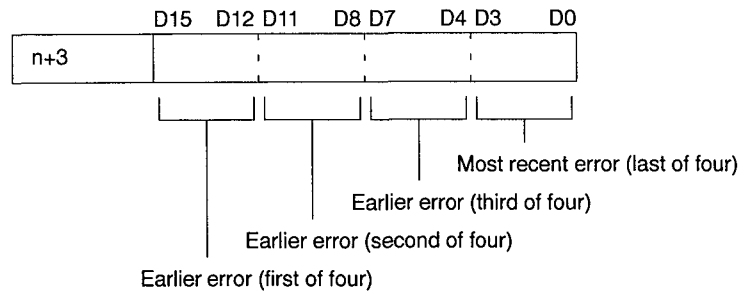 D15 D12 D11 D8 D7 D4 D3 D0
n+3
Most recent error (last of four)
Earlier error (third of four)
Earlier error (second of four)
Earlier error (first of four)